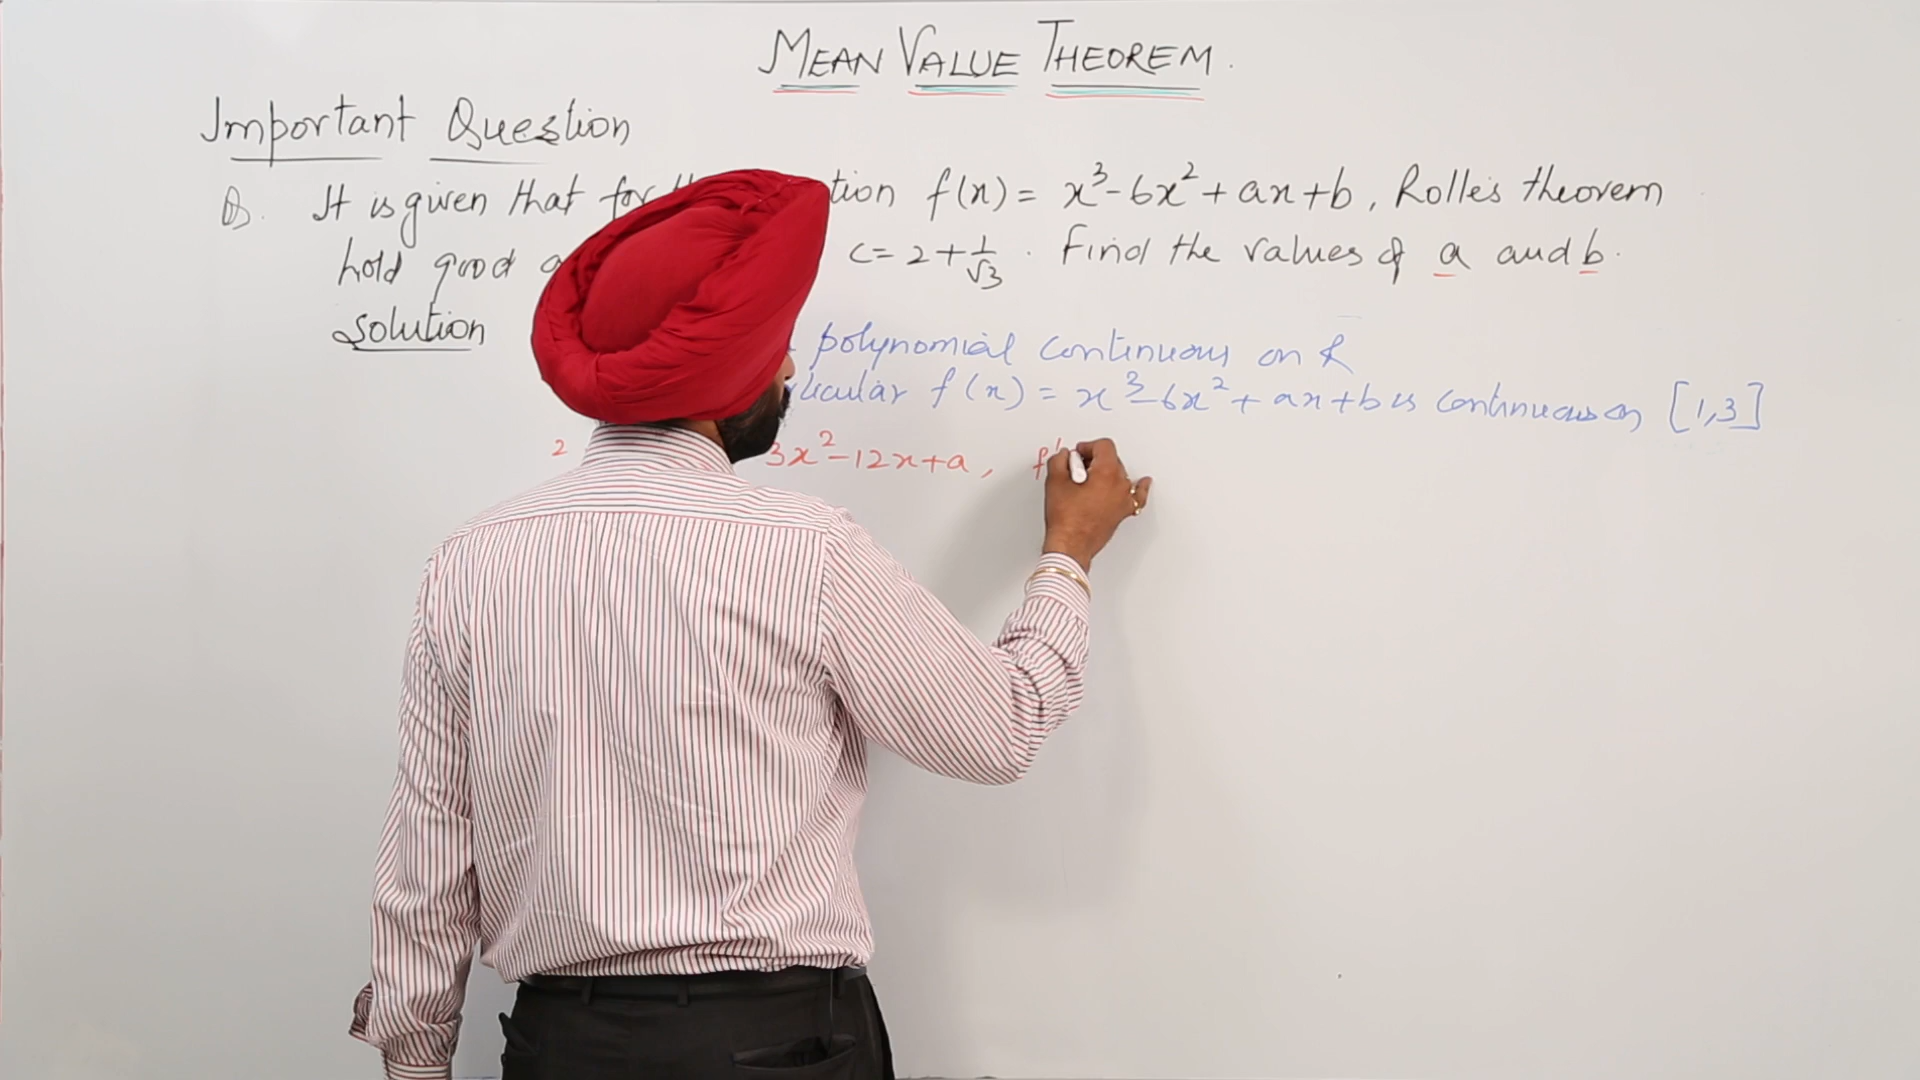 MEAN VALUE THEOREM.
Important Question
Q. It is given that for tion f(x) = x³-6x²+ax+b, Rolle's theorem
hold good c = 2+1/√3. Find the values of a and b.
Solution
polynomial continuous on R
f(x) = x³-6x²+ax+b is continuous on [1,3]
2 3x²-12x+a, f'